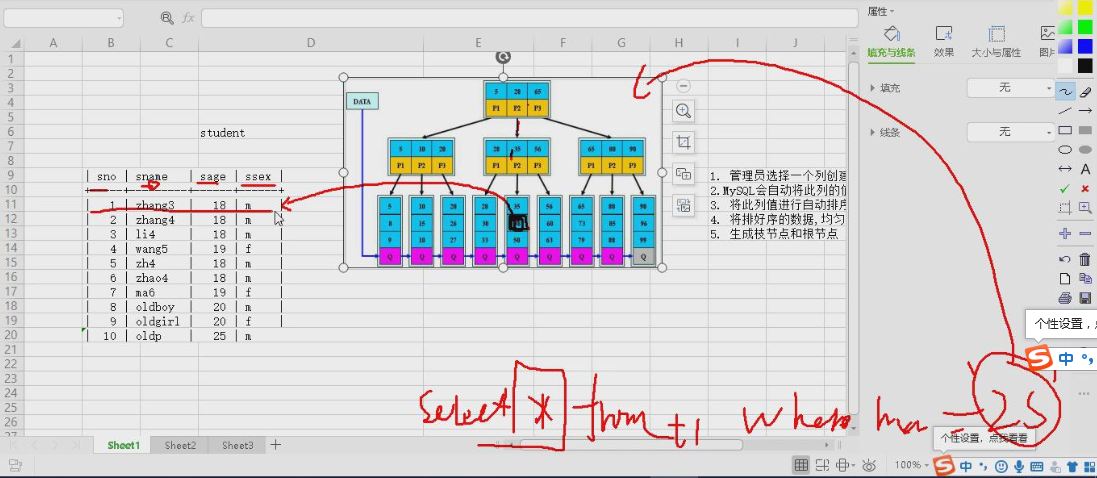 属性
fx
A B C D E F G H I J
填充与线条 效果 大小与属性 图片
填充 无
线条 无
student
DATA
5 28 65
P1 P2 P3
5 10 20
P1 P2 P3
28 35 56
P1 P2 P3
65 80 90
P1 P2 P3
5 10 20 28 35 56 65 80 90
8 15 26 30 60 73 85 96
9 10 27 33 50 63 79 88 99
Q Q Q Q Q Q Q Q
| sno | sname | sage | ssex |
| 1 | zhang3 | 18 | m |
| 2 | zhang4 | 18 | m |
| 3 | li4 | 18 | m |
| 4 | wang5 | 19 | f |
| 5 | zh4 | 18 | m |
| 6 | zhao4 | 18 | m |
| 7 | ma6 | 19 | f |
| 8 | oldboy | 20 | m |
| 9 | oldgirl | 20 | f |
| 10 | oldp | 25 | m |
1. 管理员选择一个列创建
2.MySQL会自动将此列的值
3. 将此列值进行自动排序
4. 将排好序的数据,均匀
5. 生成枝节点和根节点
select * from t1 where = 25
个性设置,点
中
个性设置，点我看看
Sheet1 Sheet2 Sheet3 +
100%
中